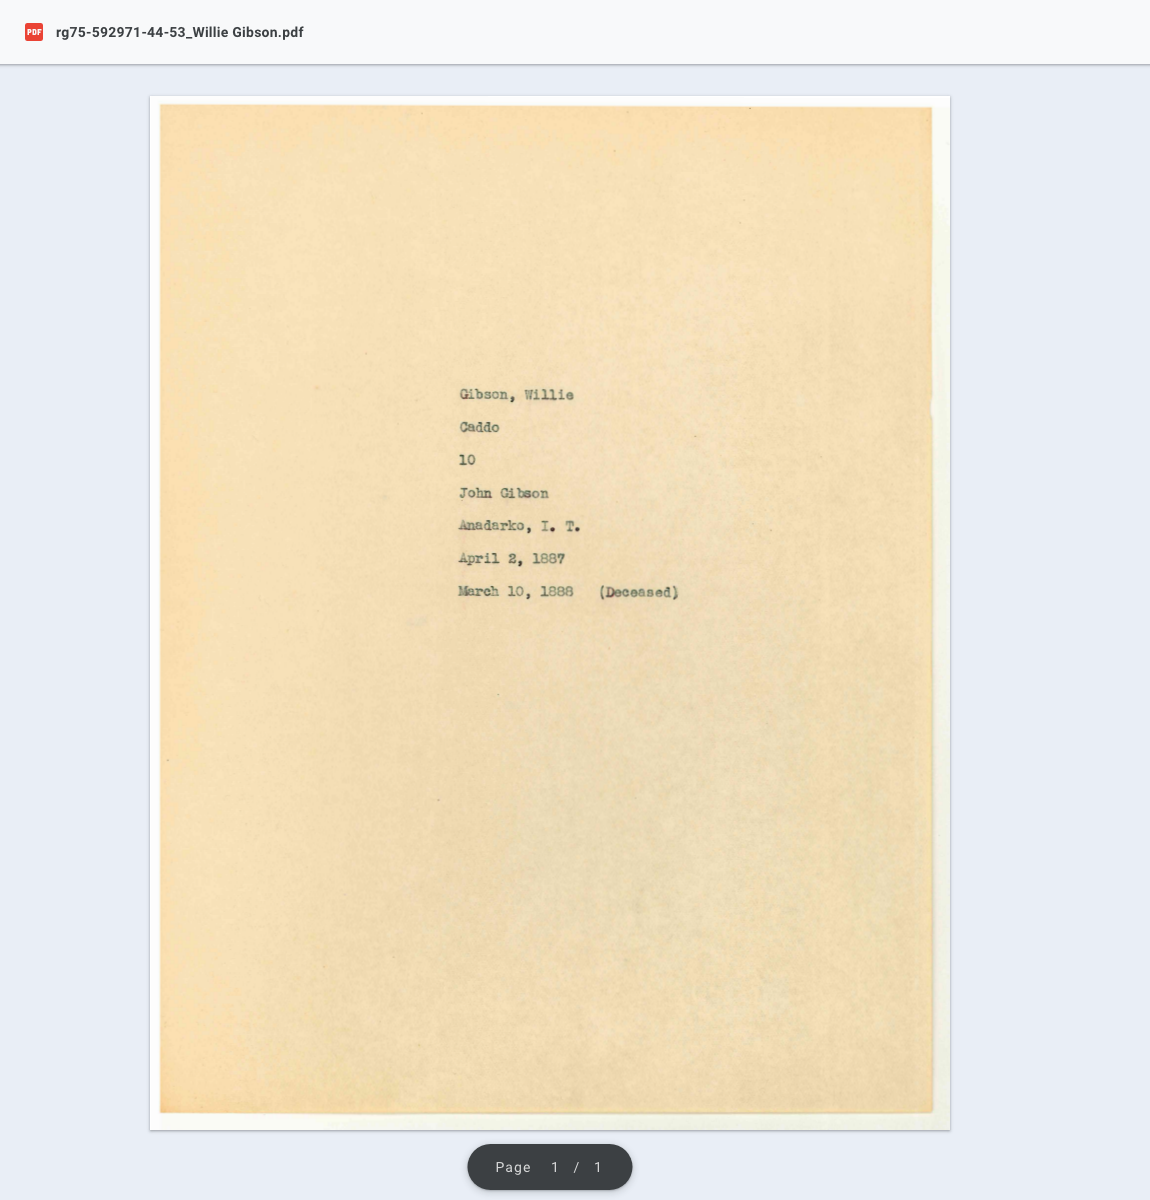 PDF rg75-592971-44-53_Willie Gibson.pdf
Gibson, Willie
Caddo
10
John Gibson
Anadarko, I. T.
April 2, 1887
March 10, 1888 (Deceased)
Page 1 / 1